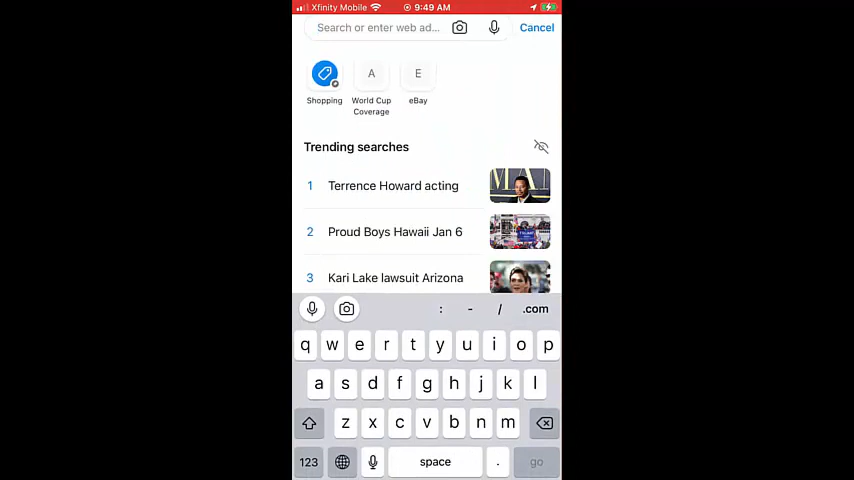 Xfinity Mobile 9:49 AM
Search or enter web ad... Cancel
A E
Shopping World Cup Coverage eBay
Trending searches
1 Terrence Howard acting
2 Proud Boys Hawaii Jan 6
3 Kari Lake lawsuit Arizona
: - / .com
q w e r t y u i o p
a s d f g h j k l
z x c v b n m
123 space . go